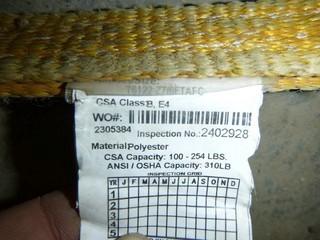 CSA Class B, E4
WO#:
2305384 Inspection No.: 2402928
Material Polyester
CSA Capacity: 100 - 254 LBS.
ANSI / OSHA Capacity: 310LB
INSPECTION GRID
YR J F M A M J J A S O N D
1
2
3
4
5